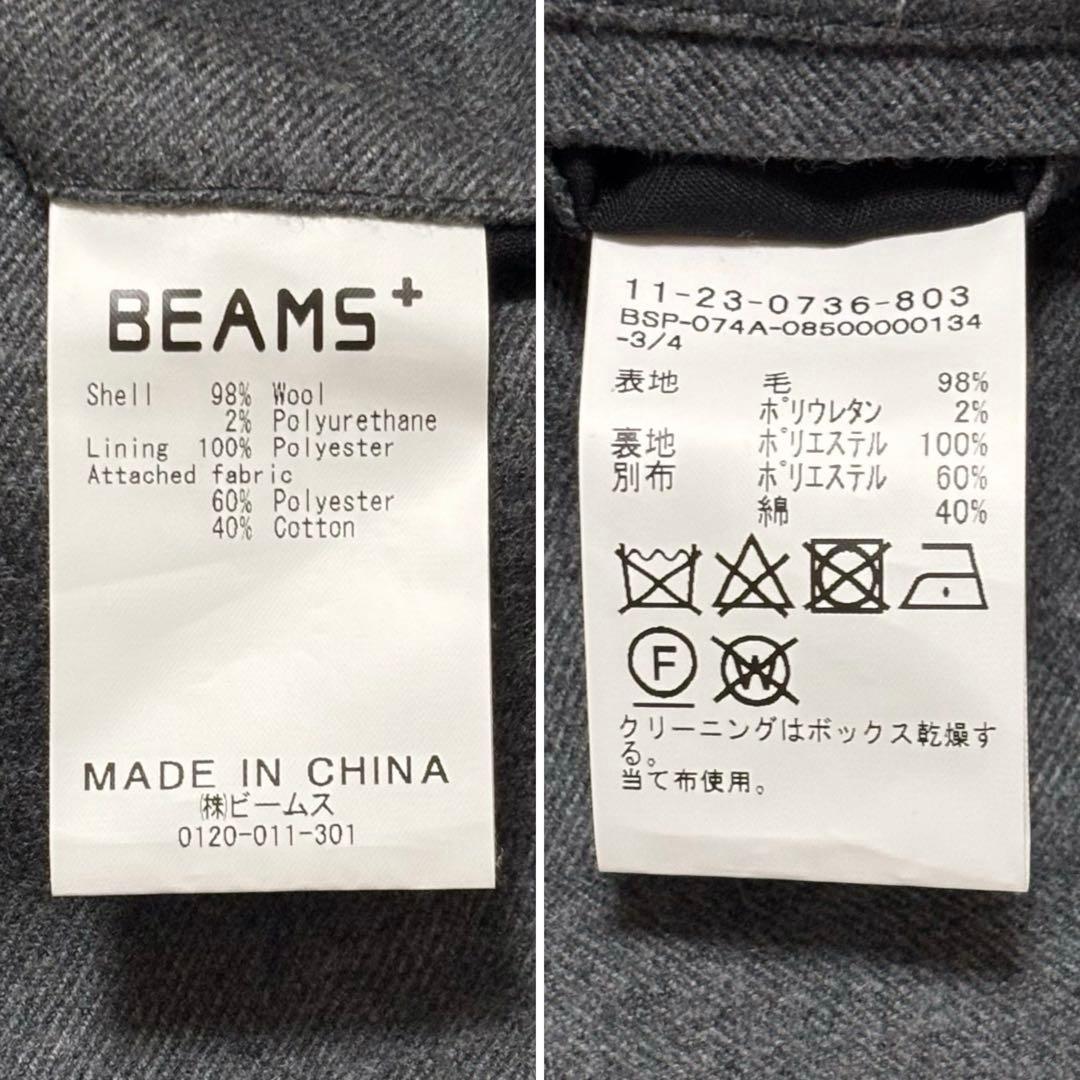 BEAMS+
Shell 98% Wool
2% Polyurethane
Lining 100% Polyester
Attached fabric
60% Polyester
40% Cotton
MADE IN CHINA
㈱ビームス
0120-011-301
11-23-0736-803
BSP-074A-08500000134
-3/4
表地 毛 98%
ポリウレタン 2%
裏地 ポリエステル 100%
別布 ポリエステル 60%
綿 40%
F W
クリーニングはボックス乾燥す
る。
当て布使用。